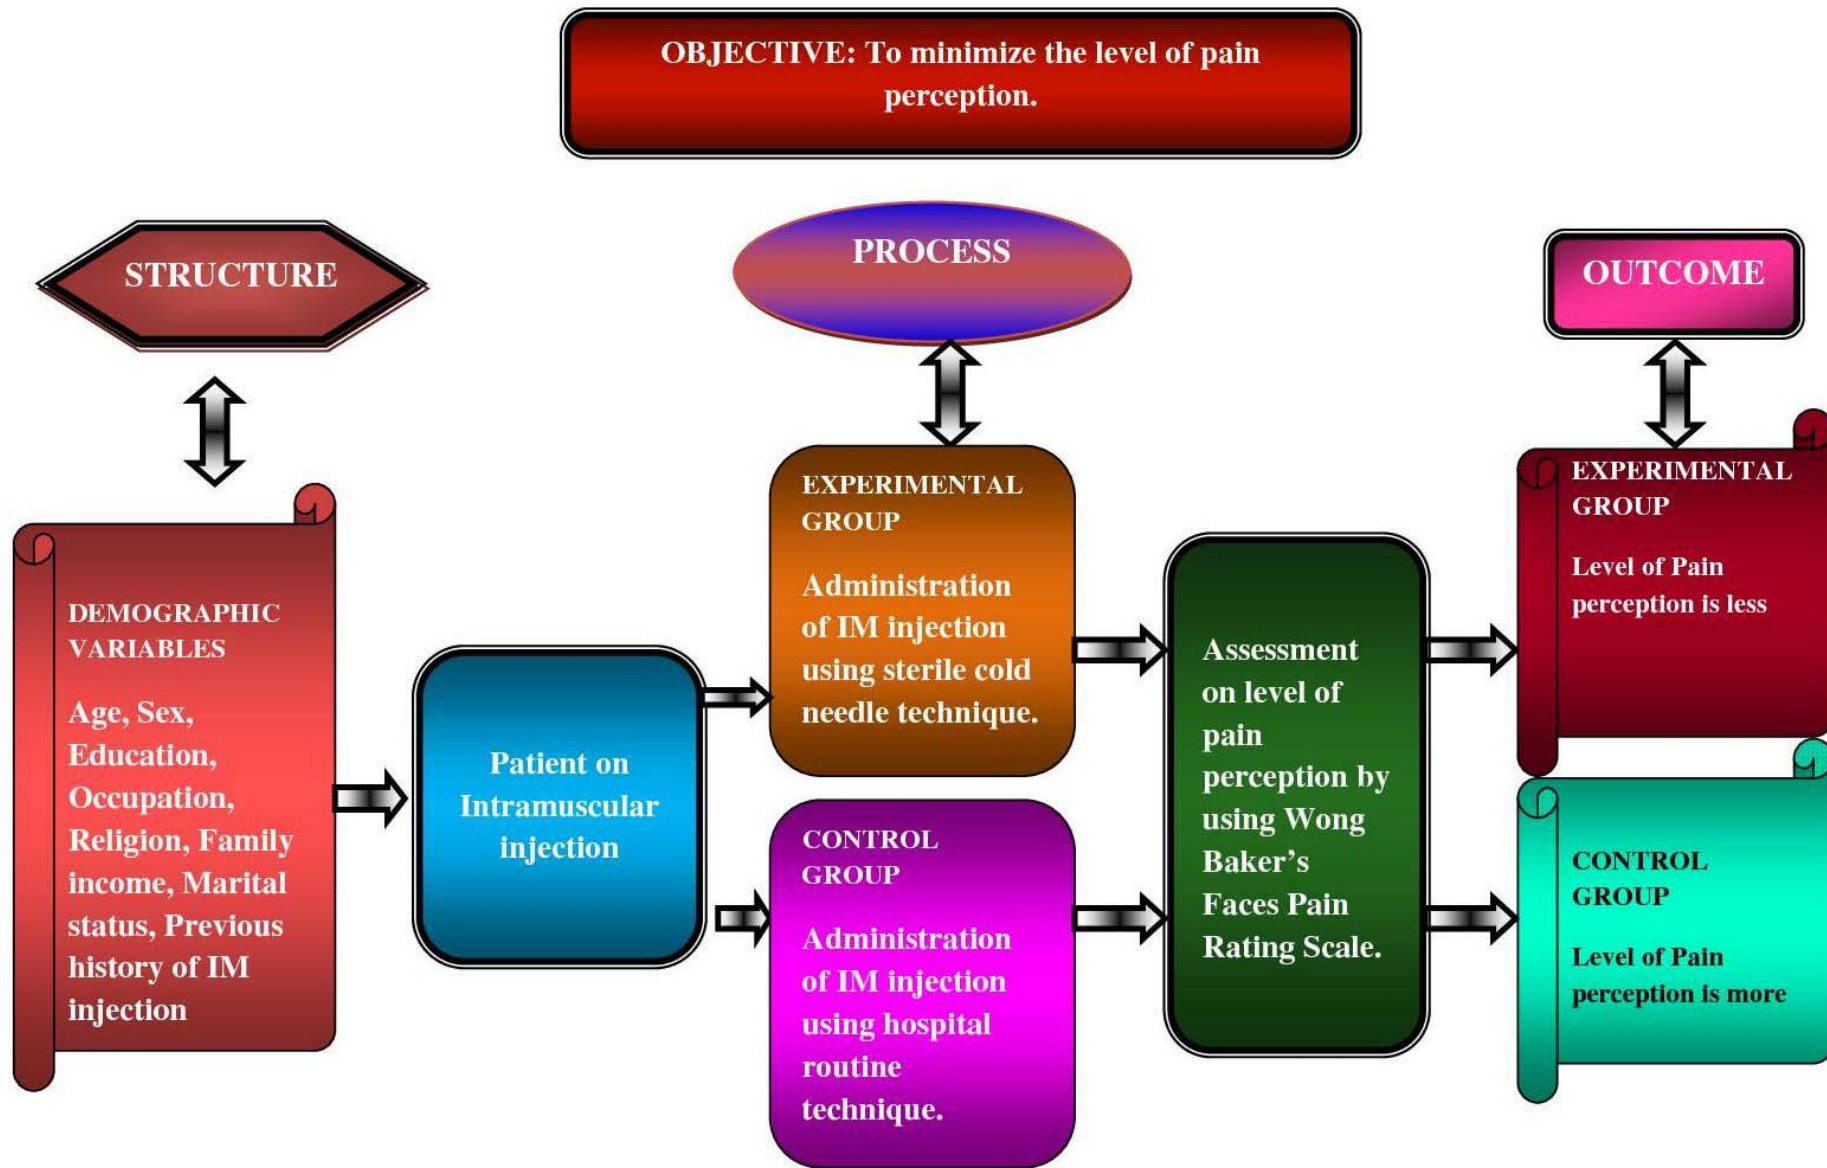 OBJECTIVE: To minimize the level of pain
perception.
STRUCTURE
PROCESS
OUTCOME
DEMOGRAPHIC
VARIABLES
Age, Sex,
Education,
Occupation,
Religion, Family
income, Marital
status, Previous
history of IM
injection
Patient on
Intramuscular
injection
EXPERIMENTAL
GROUP
Administration
of IM injection
using sterile cold
needle technique.
CONTROL
GROUP
Administration
of IM injection
using hospital
routine
technique.
Assessment
on level of
pain
perception by
using Wong
Baker’s
Faces Pain
Rating Scale.
EXPERIMENTAL
GROUP
Level of Pain
perception is less
CONTROL
GROUP
Level of Pain
perception is more